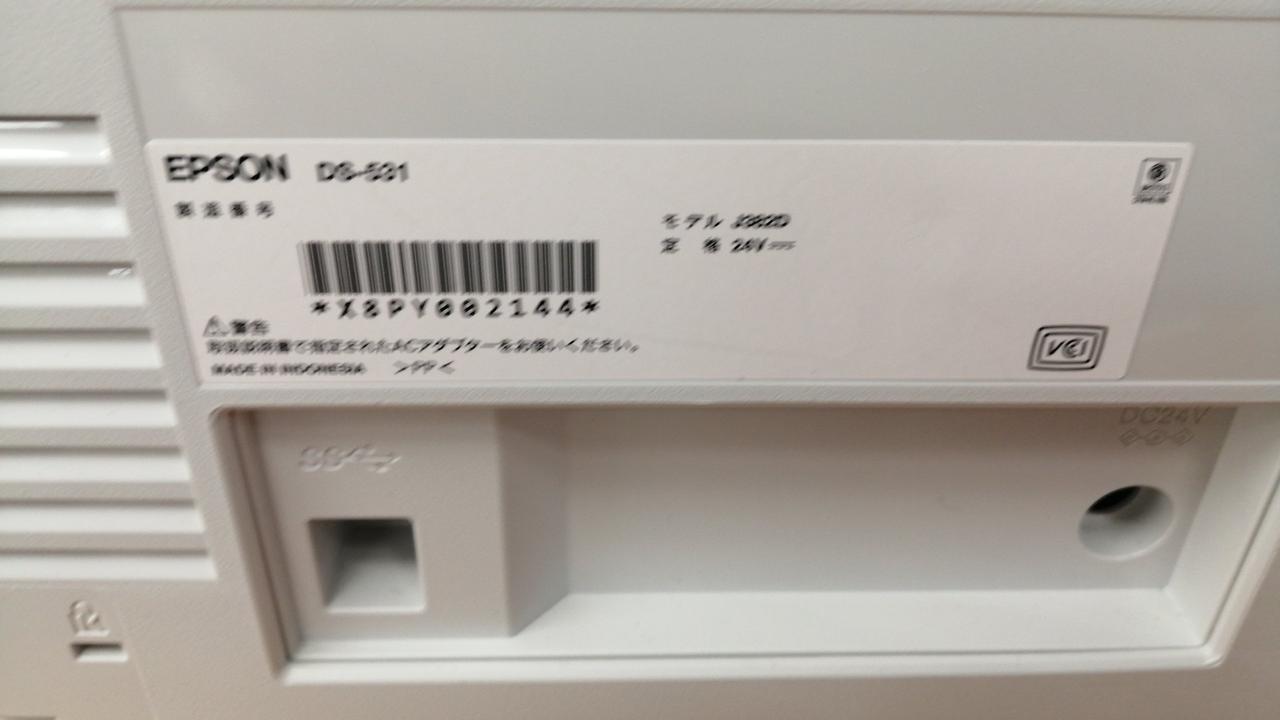 EPSON DS-531
製造番号
モデル J382D
定 格 24V
*X8PY002144*
警告
取扱説明書で指定されたACアダプターをお使いください。
MADE IN INDONESIA
VCI
SS
DC24V